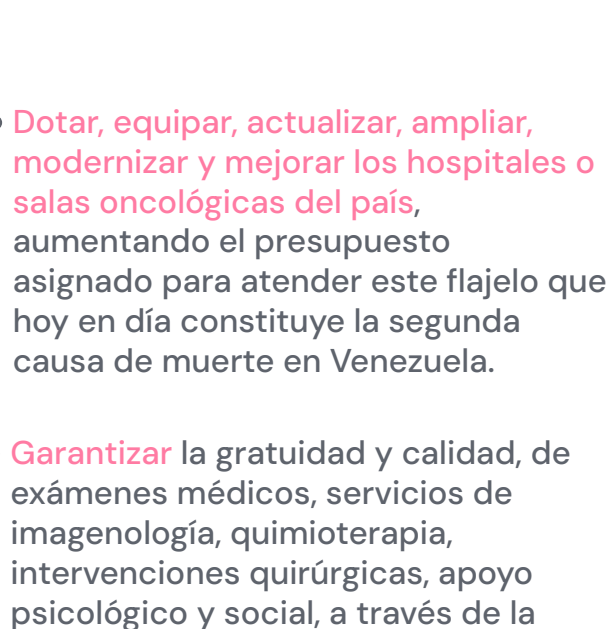 • Dotar, equipar, actualizar, ampliar,
modernizar y mejorar los hospitales o
salas oncológicas del país,
aumentando el presupuesto
asignado para atender este flajelo que
hoy en día constituye la segunda
causa de muerte en Venezuela.
Garantizar la gratuidad y calidad, de
exámenes médicos, servicios de
imagenología, quimioterapia,
intervenciones quirúrgicas, apoyo
psicológico y social, a través de la